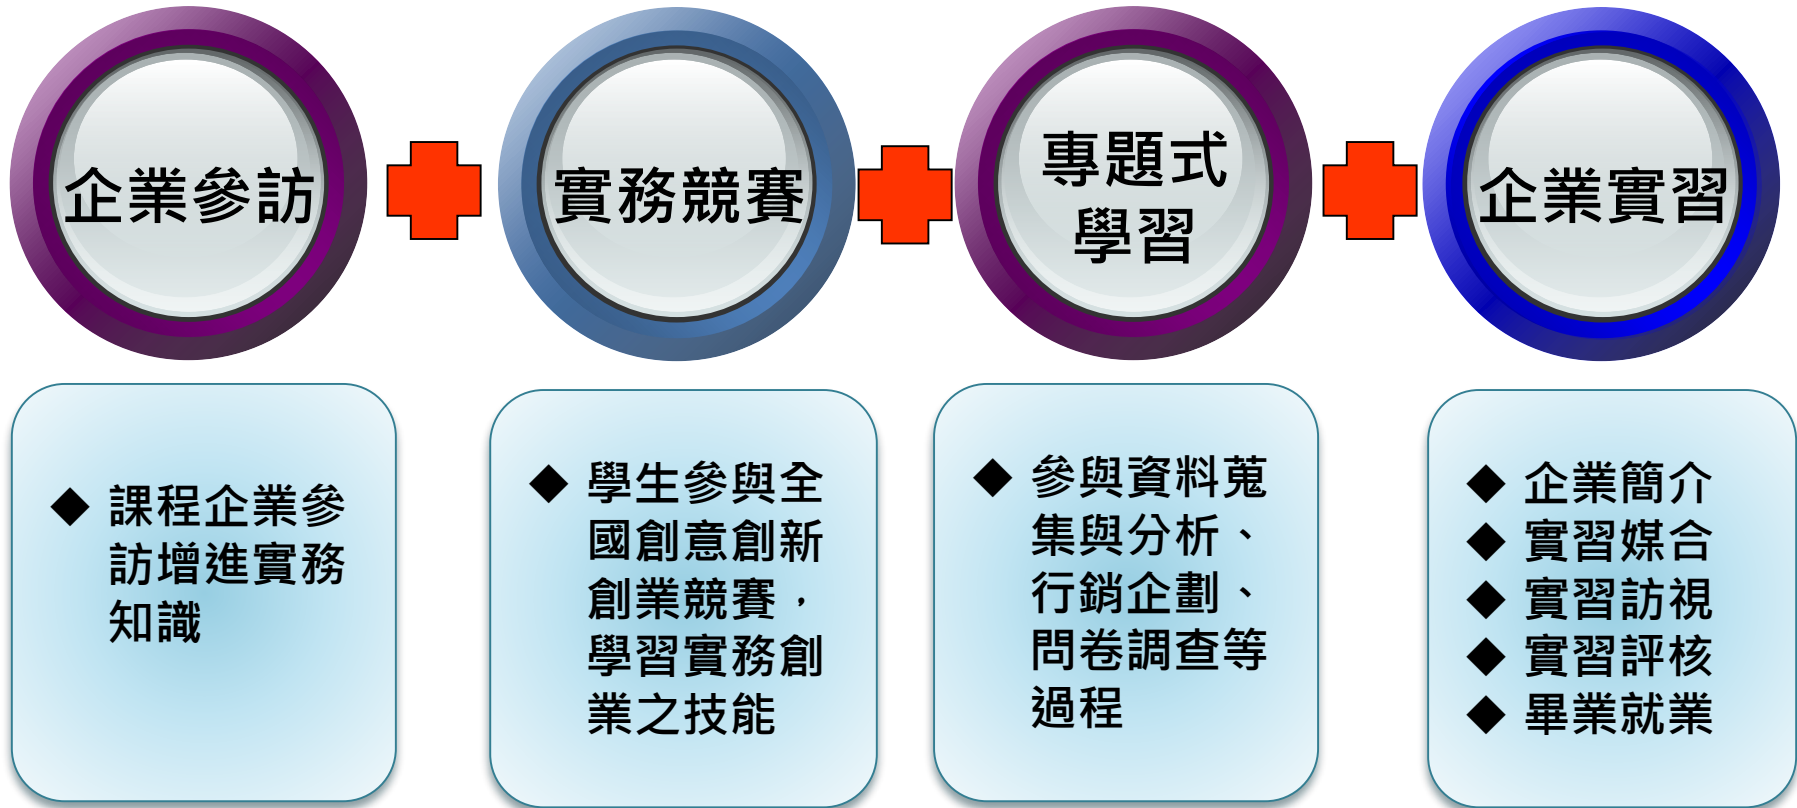 企業參訪
實務競賽
專題式
學習
企業實習
◆ 課程企業參
訪增進實務
知識
◆ 學生參與全
國創意創新
創業競賽，
學習實務創
業之技能
◆ 參與資料蒐
集與分析、
行銷企劃、
問卷調查等
過程
◆ 企業簡介
◆ 實習媒合
◆ 實習訪視
◆ 實習評核
◆ 畢業就業